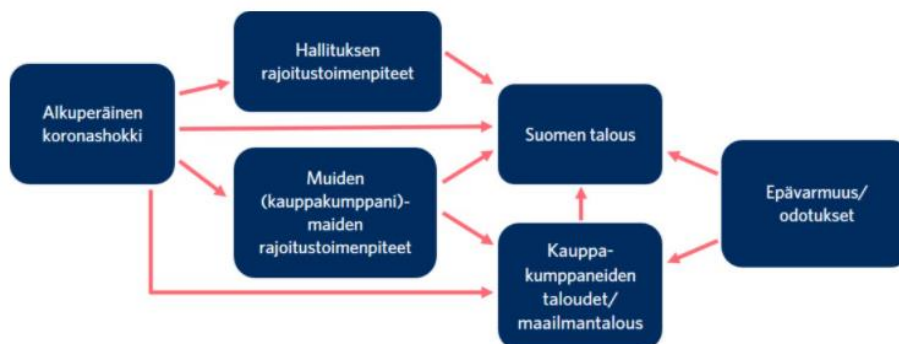 Hallituksen
rajoitustoimenpiteet
Alkuperäinen
koronashokki
Suomen talous
Muiden
(kauppakumppani)-
maiden
rajoitustoimenpiteet
Epävarmuus/
odotukset
Kauppa-
kumppaneiden
taloudet/
maailmantalous